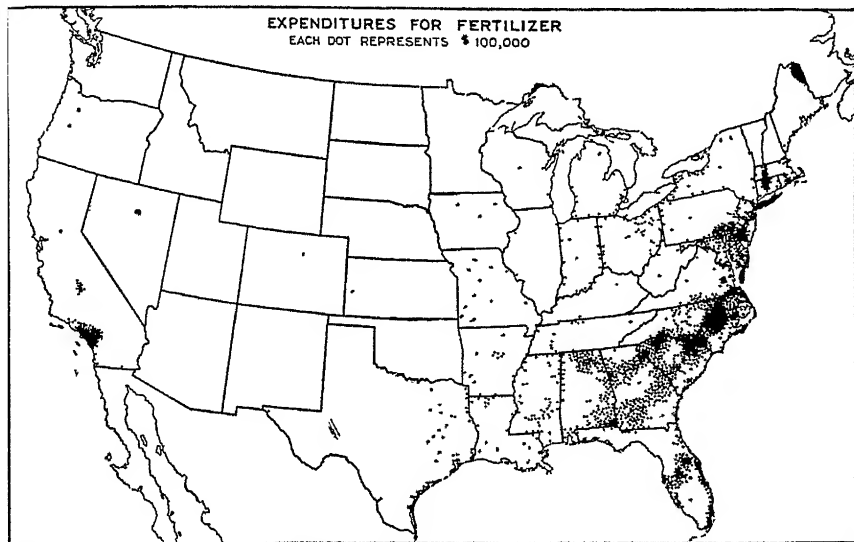 EXPENDITURES FOR FERTILIZER
EACH DOT REPRESENTS $100,000